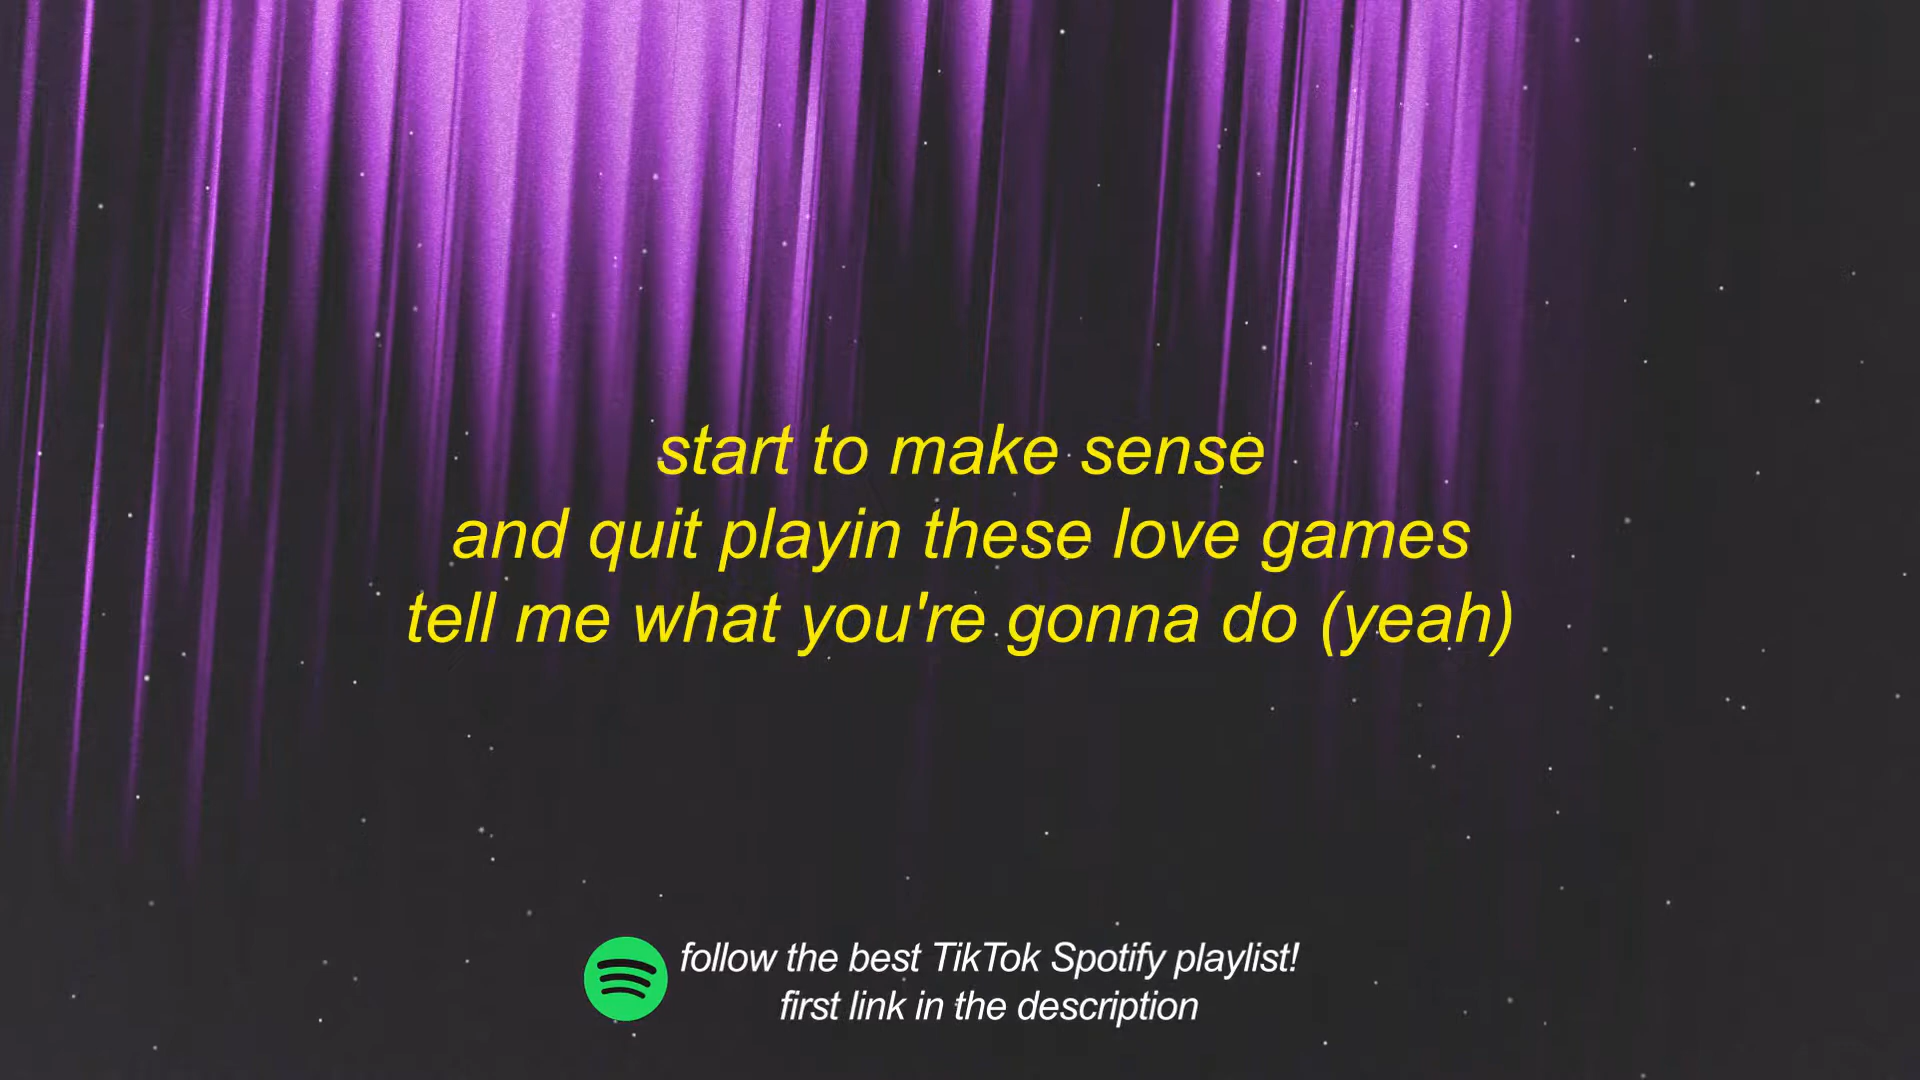 start to make sense
and quit playin these love games
tell me what you're gonna do (yeah)
follow the best TikTok Spotify playlist!
first link in the description